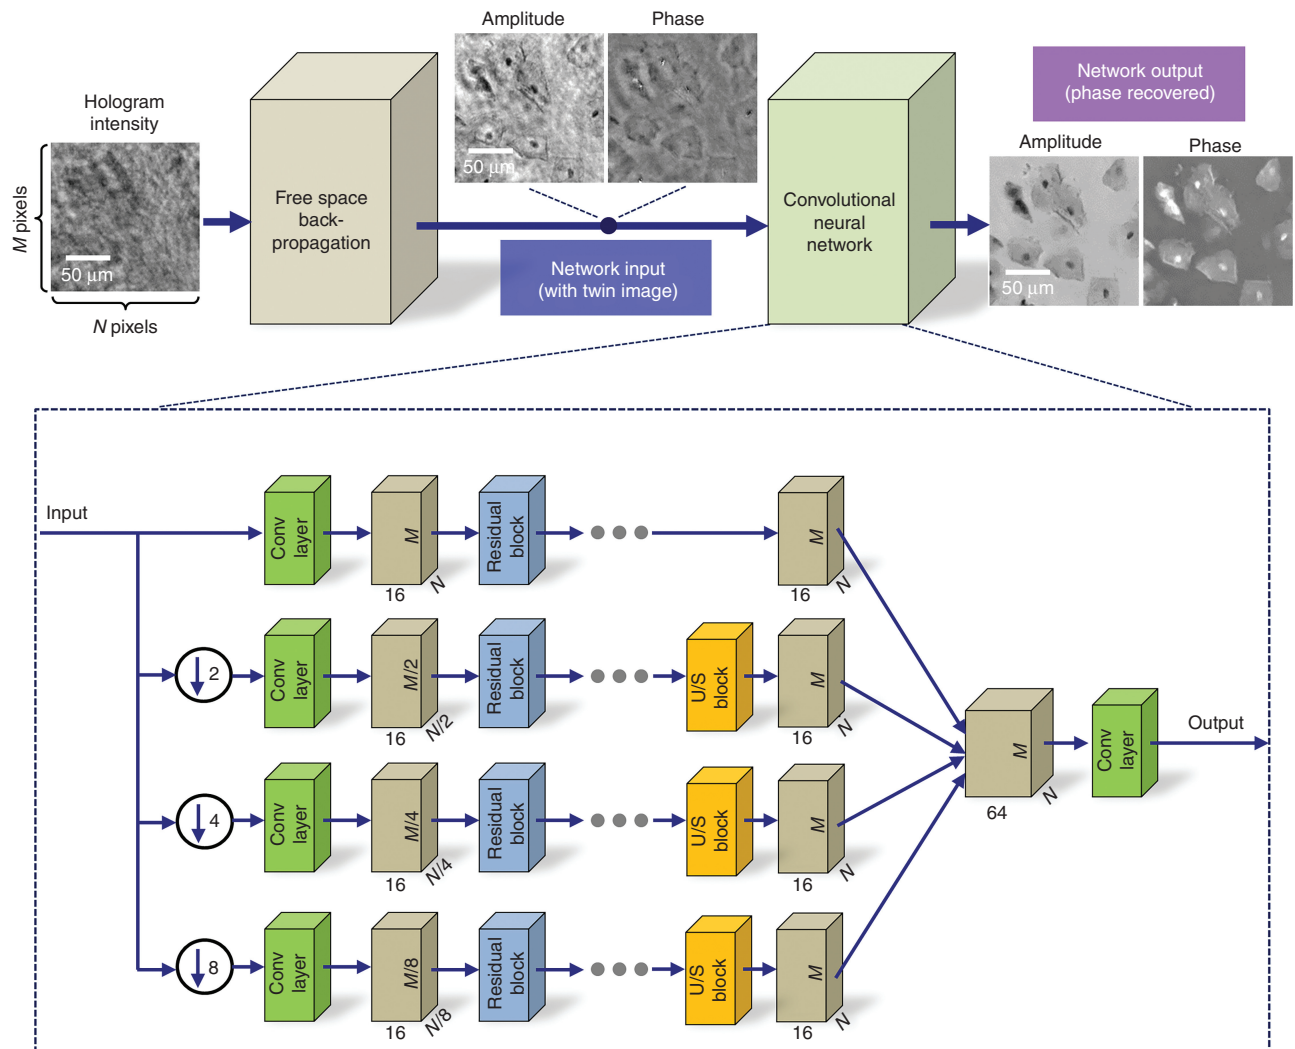 Amplitude
Phase
Network output
(phase recovered)
Hologram
intensity
M pixels
50 μm
N pixels
Free space
back-
propagation
50 μm
Network input
(with twin image)
Convolutional
neural
network
Amplitude
Phase
50 μm
Input
Conv
layer
M
16
N
Residual
block
M
16
N
2
Conv
layer
M/2
16
N/2
Residual
block
U/S
block
M
16
N
4
Conv
layer
M/4
16
N/4
Residual
block
U/S
block
M
16
N
8
Conv
layer
M/8
16
N/8
Residual
block
U/S
block
M
16
N
M
64
N
Conv
layer
Output